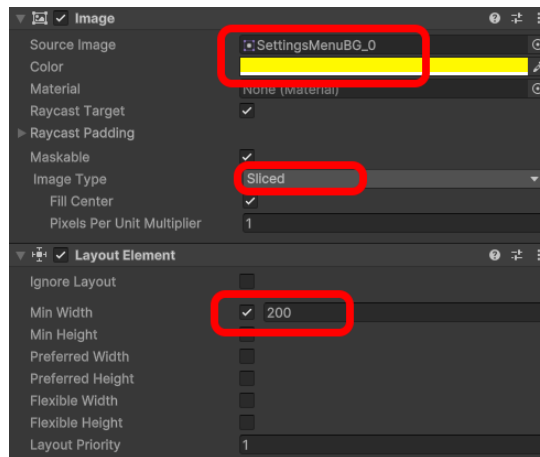 Image
Source Image SettingsMenuBG_0
Color
Material None (Material)
Raycast Target
Raycast Padding
Maskable
Image Type Sliced
Fill Center
Pixels Per Unit Multiplier 1
Layout Element
Ignore Layout
Min Width 200
Min Height
Preferred Width
Preferred Height
Flexible Width
Flexible Height
Layout Priority 1